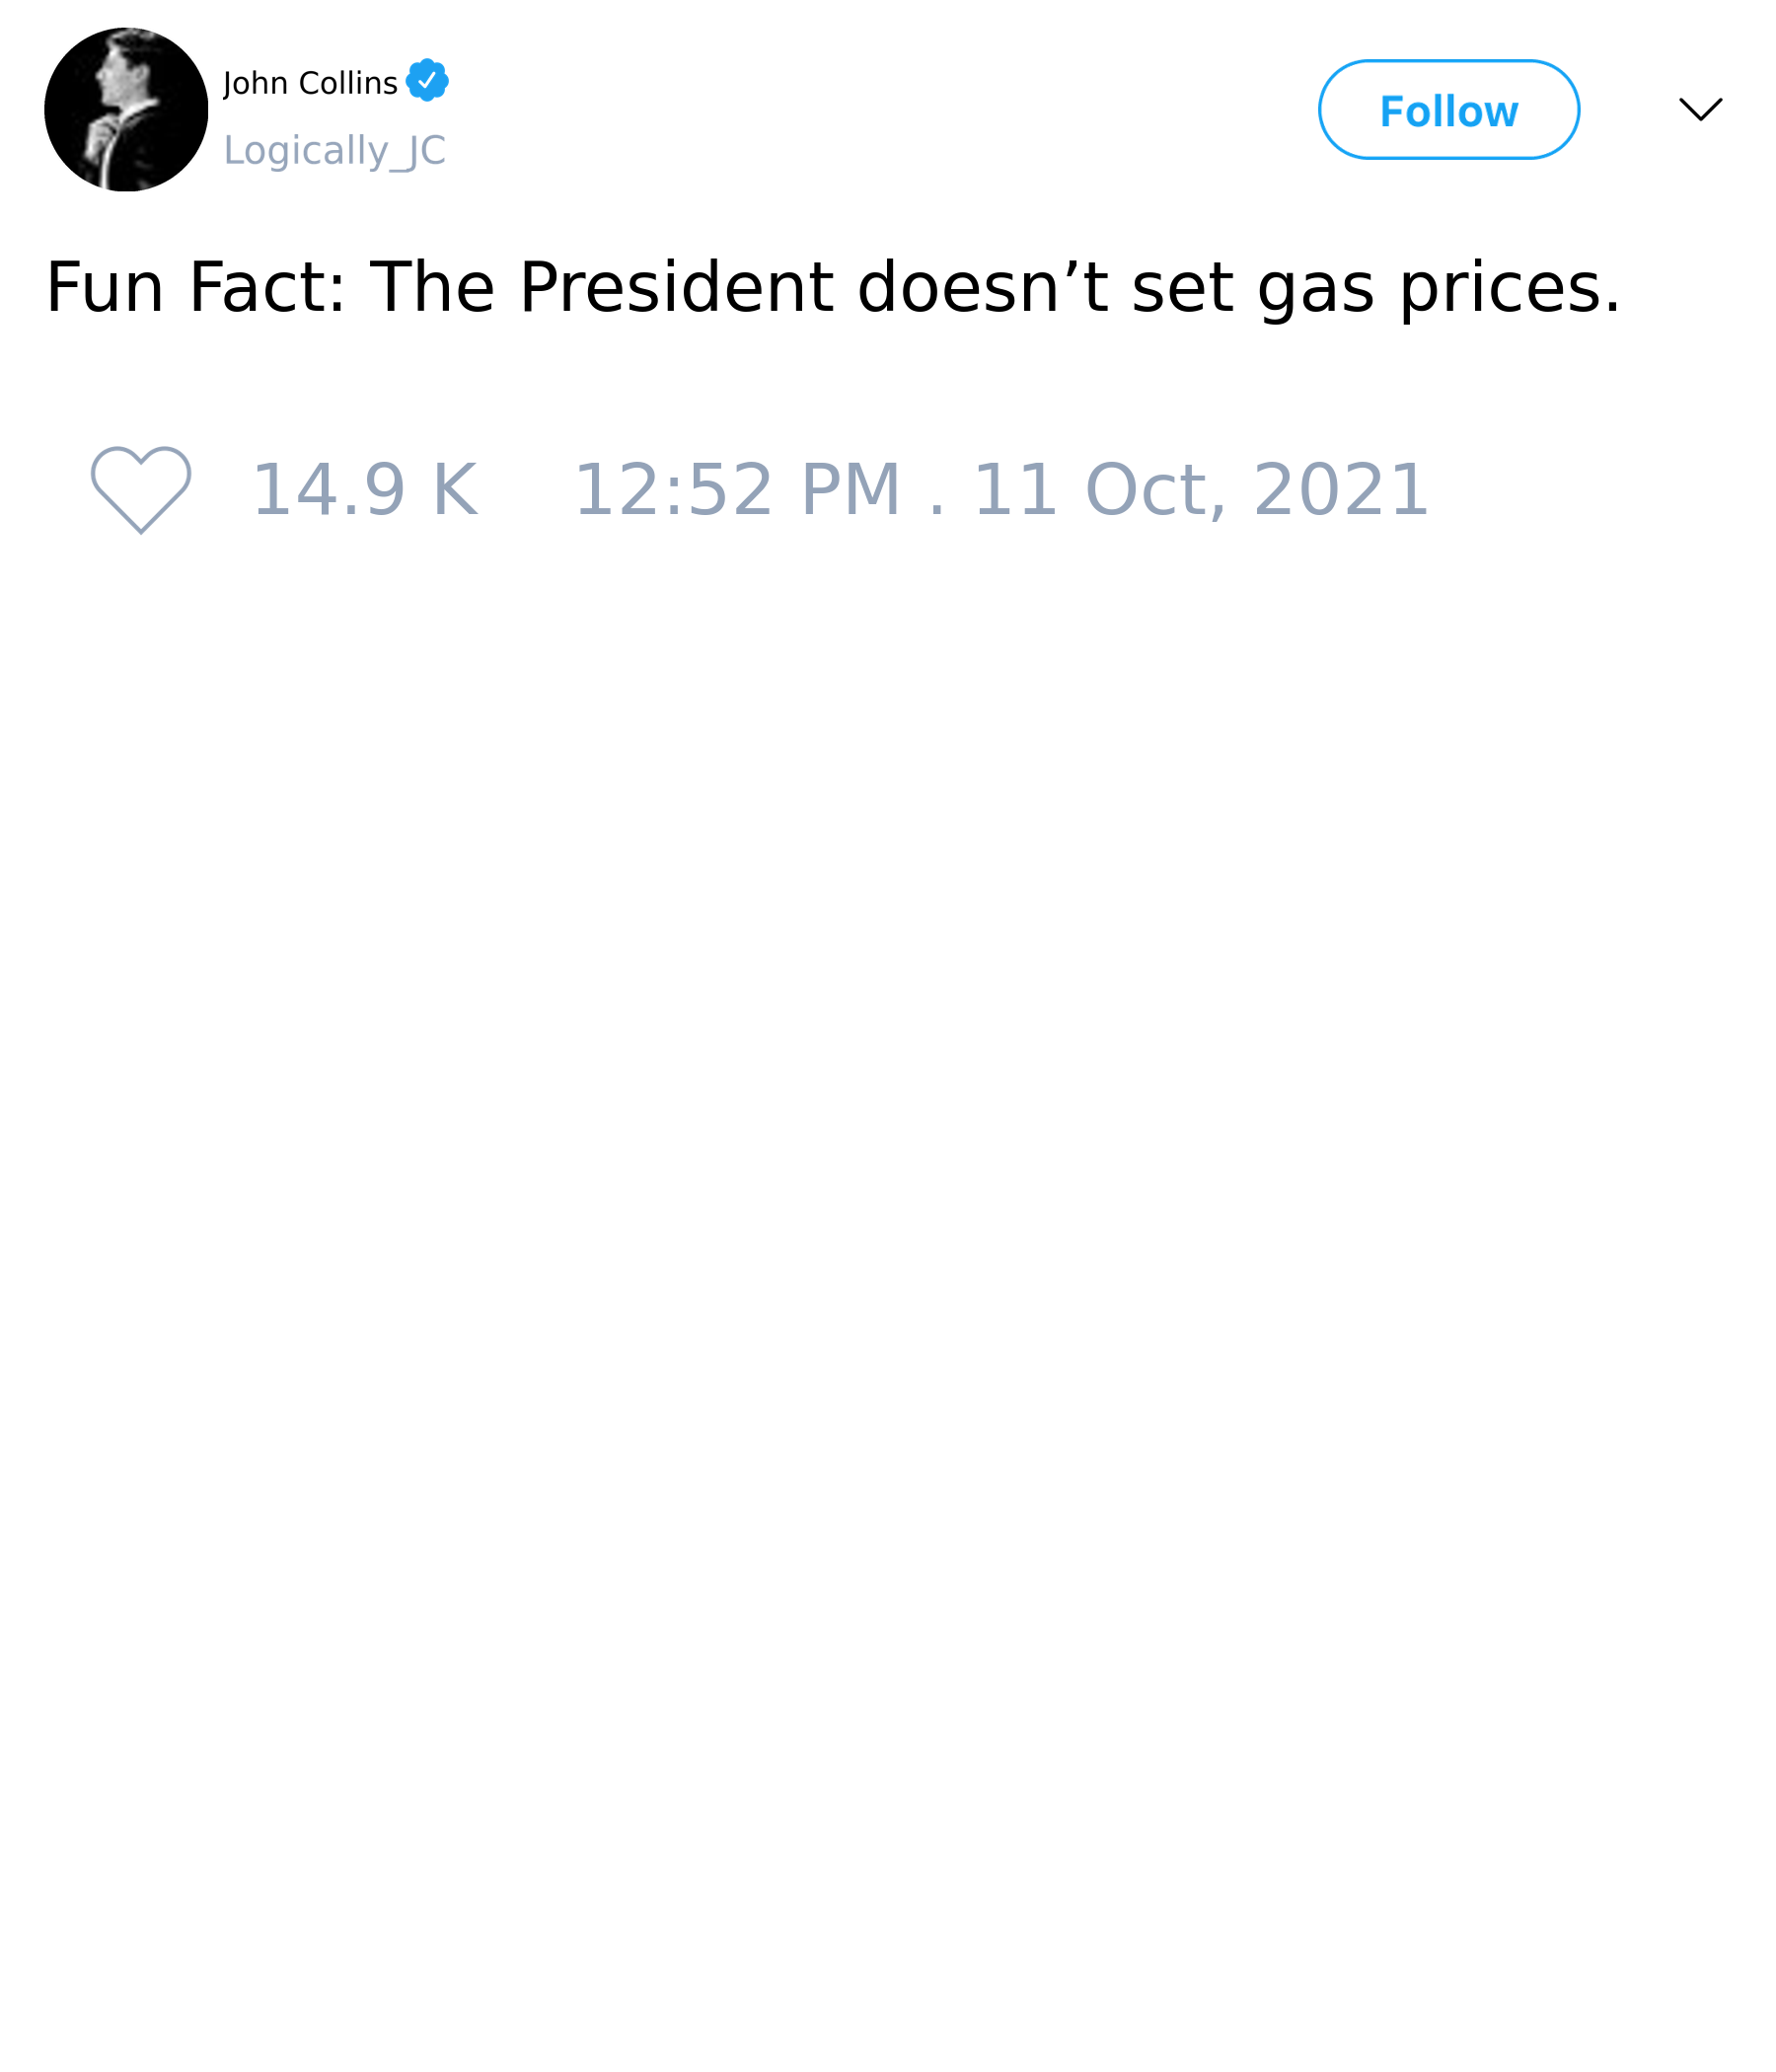 John Collins
Logically_JC
Follow
Fun Fact: The President doesn’t set gas prices.
14.9 K 12:52 PM . 11 Oct, 2021